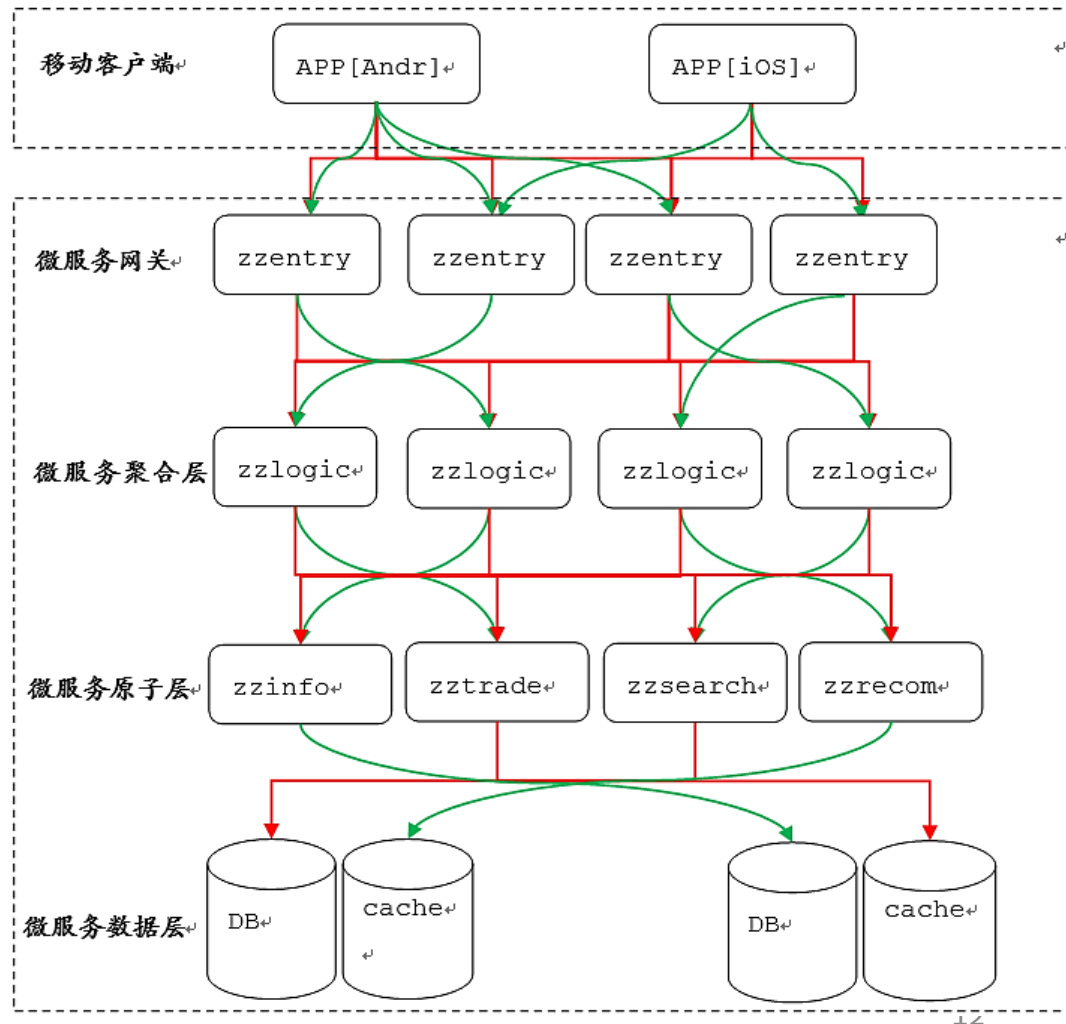 移动客户端
APP[Andr]
APP[iOS]
微服务网关
zzentry
zzentry
zzentry
zzentry
微服务聚合层
zzlogic
zzlogic
zzlogic
zzlogic
微服务原子层
zzinfo
zztrade
zzsearch
zzrecom
微服务数据层
DB
cache
DB
cache